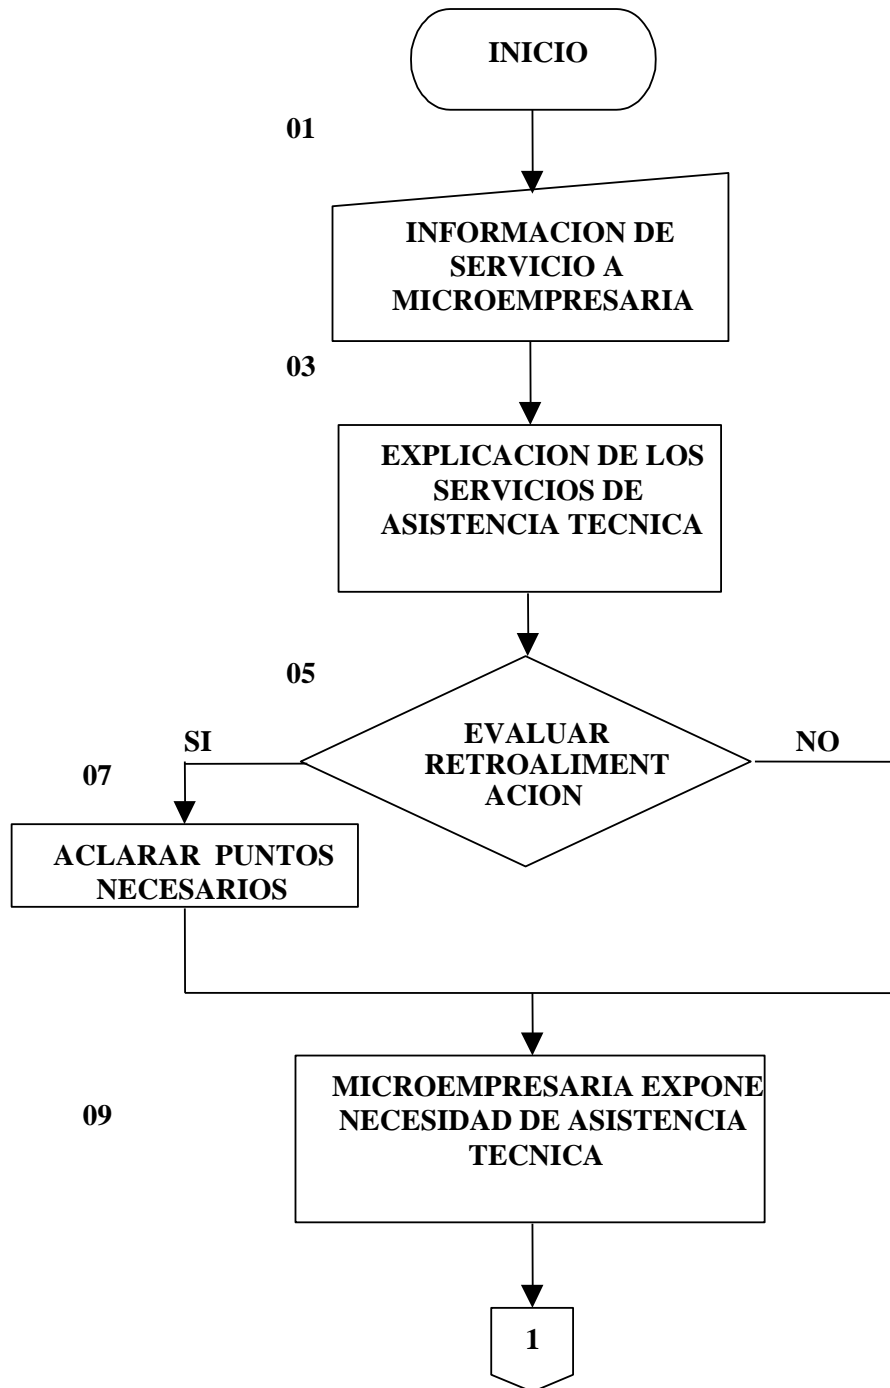 INICIO
01
INFORMACION DE
SERVICIO A
MICROEMPRESARIA
03
EXPLICACION DE LOS
SERVICIOS DE
ASISTENCIA TECNICA
05
EVALUAR
RETROALIMENT
ACION
SI
NO
07
ACLARAR PUNTOS
NECESARIOS
MICROEMPRESARIA EXPONE
NECESIDAD DE ASISTENCIA
TECNICA
09
1